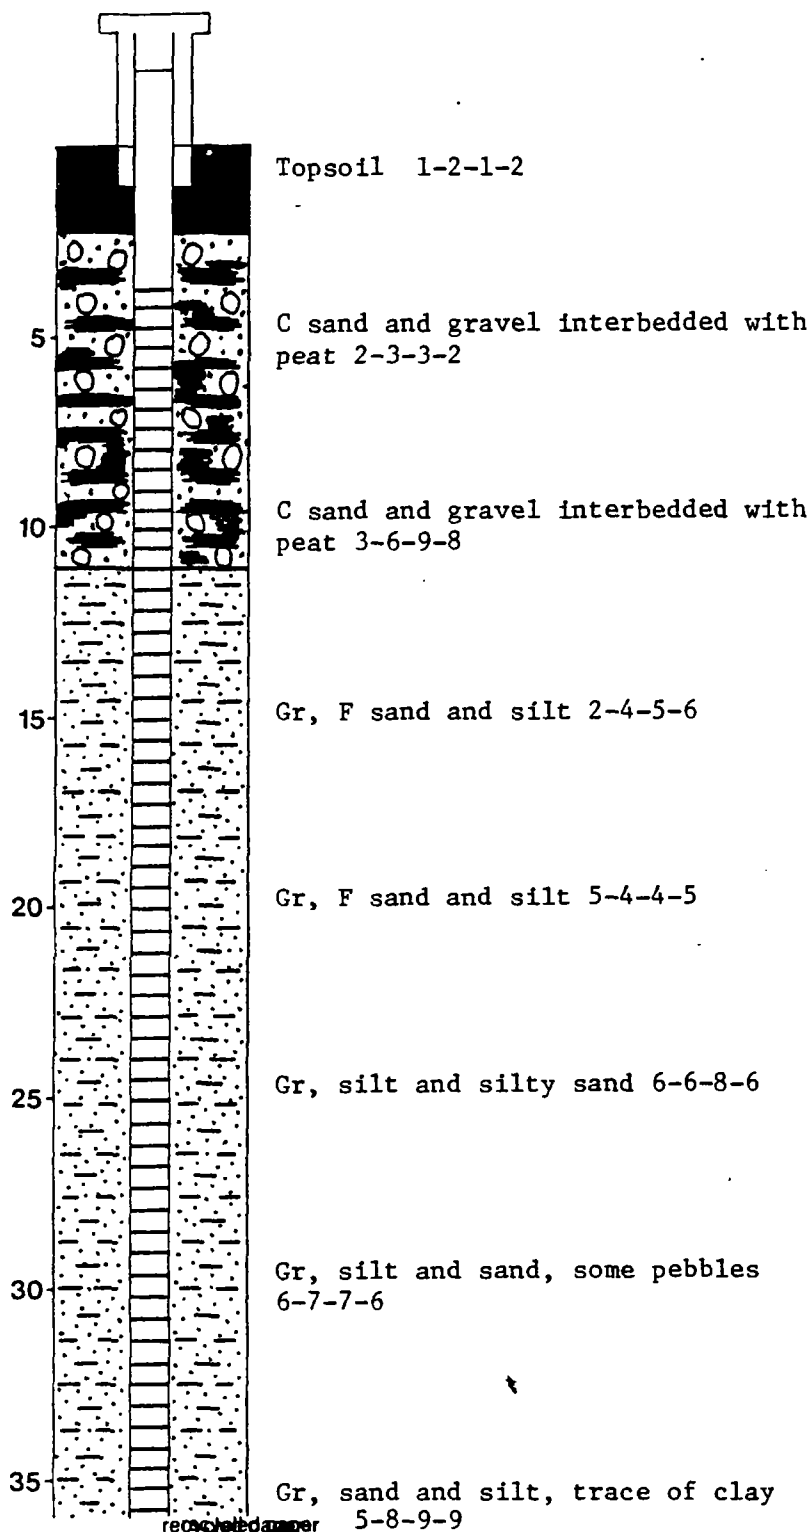 Topsoil 1-2-1-2
5
C sand and gravel interbedded with
peat 2-3-3-2
10
C sand and gravel interbedded with
peat 3-6-9-8
15
Gr, F sand and silt 2-4-5-6
20
Gr, F sand and silt 5-4-4-5
25
Gr, silt and silty sand 6-6-8-6
30
Gr, silt and sand, some pebbles
6-7-7-6
35
Gr, sand and silt, trace of clay
5-8-9-9